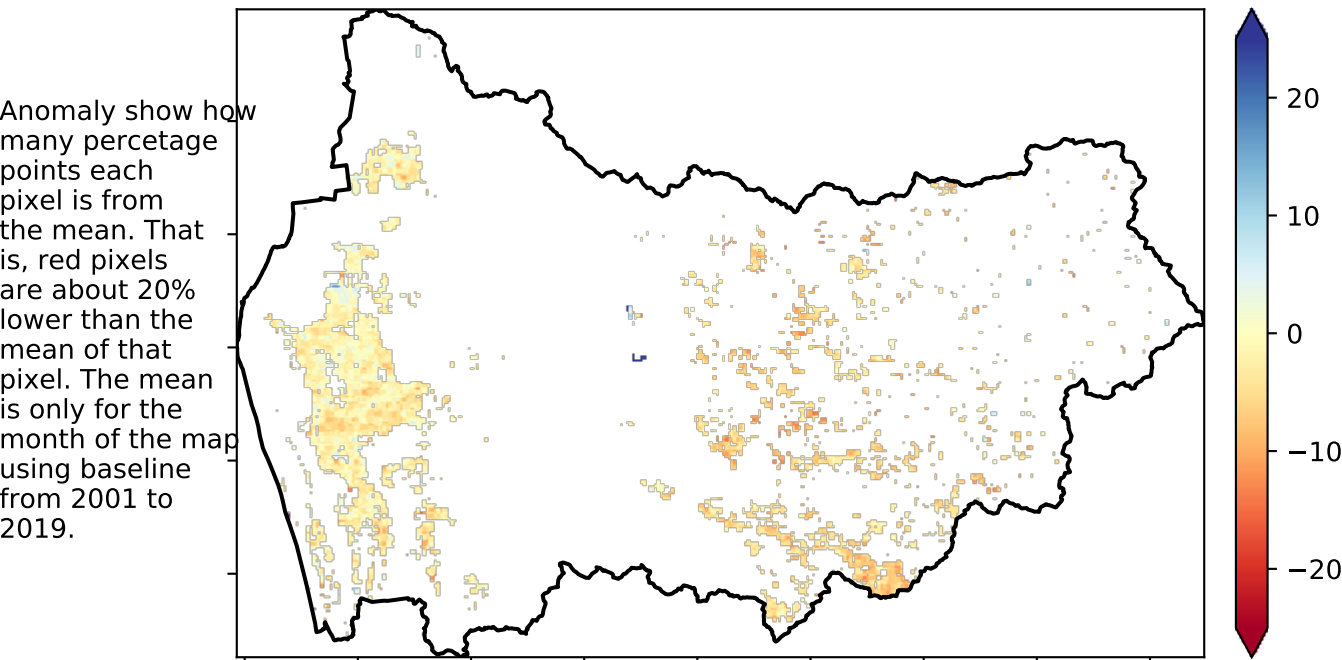 Anomaly show how
many percetage
points each
pixel is from
the mean. That
is, red pixels
are about 20%
lower than the
mean of that
pixel. The mean
is only for the
month of the map
using baseline
from 2001 to
2019.
20
10
0
−10
−20